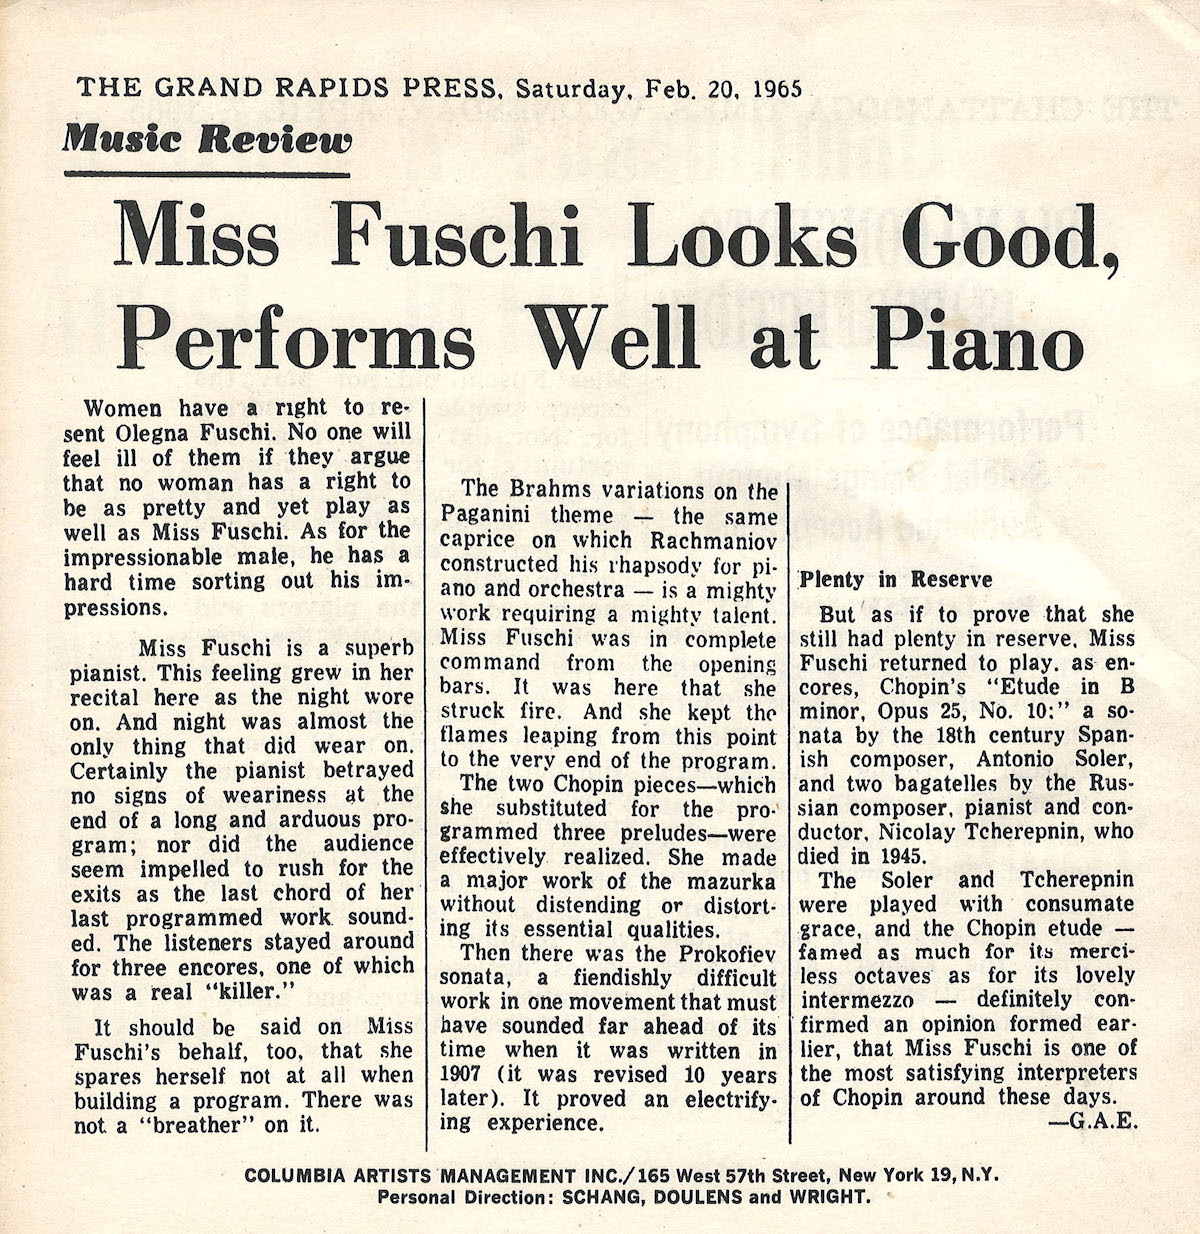 THE GRAND RAPIDS PRESS, Saturday, Feb. 20, 1965
Music Review
Miss Fuschi Looks Good,
Performs Well at Piano
Women have a right to re-
sent Olegna Fuschi. No one will
feel ill of them if they argue
that no woman has a right to
be as pretty and yet play as
well as Miss Fuschi. As for the
impressionable male, he has a
hard time sorting out his im-
pressions.
Miss Fuschi is a superb
pianist. This feeling grew in her
recital here as the night wore
on. And night was almost the
only thing that did wear on.
Certainly the pianist betrayed
no signs of weariness at the
end of a long and arduous pro-
gram; nor did the audience
seem impelled to rush for the
exits as the last chord of her
last programmed work sound-
ed. The listeners stayed around
for three encores, one of which
was a real "killer."
It should be said on Miss
Fuschi's behalf, too, that she
spares herself not at all when
building a program. There was
not a "breather" on it.
The Brahms variations on the
Paganini theme — the same
caprice on which Rachmaniov
constructed his rhapsody for pi-
ano and orchestra — is a mighty
work requiring a mighty talent.
Miss Fuschi was in complete
command from the opening
bars. It was here that she
struck fire. And she kept the
flames leaping from this point
to the very end of the program.
The two Chopin pieces—which
she substituted for the pro-
grammed three preludes—were
effectively realized. She made
a major work of the mazurka
without distending or distort-
ing its essential qualities.
Then there was the Prokofiev
sonata, a fiendishly difficult
work in one movement that must
have sounded far ahead of its
time when it was written in
1907 (it was revised 10 years
later). It proved an electrify-
ing experience.
Plenty in Reserve
But as if to prove that she
still had plenty in reserve, Miss
Fuschi returned to play, as en-
cores, Chopin's "Etude in B
minor, Opus 25, No. 10:" a so-
nata by the 18th century Span-
ish composer, Antonio Soler,
and two bagatelles by the Rus-
sian composer, pianist and con-
ductor, Nicolay Tcherepnin, who
died in 1945.
The Soler and Tcherepnin
were played with consumate
grace, and the Chopin etude —
famed as much for its merci-
less octaves as for its lovely
intermezzo — definitely con-
firmed an opinion formed ear-
lier, that Miss Fuschi is one of
the most satisfying interpreters
of Chopin around these days.
—G.A.E.
COLUMBIA ARTISTS MANAGEMENT INC./165 West 57th Street, New York 19, N.Y.
Personal Direction: SCHANG, DOULENS and WRIGHT.